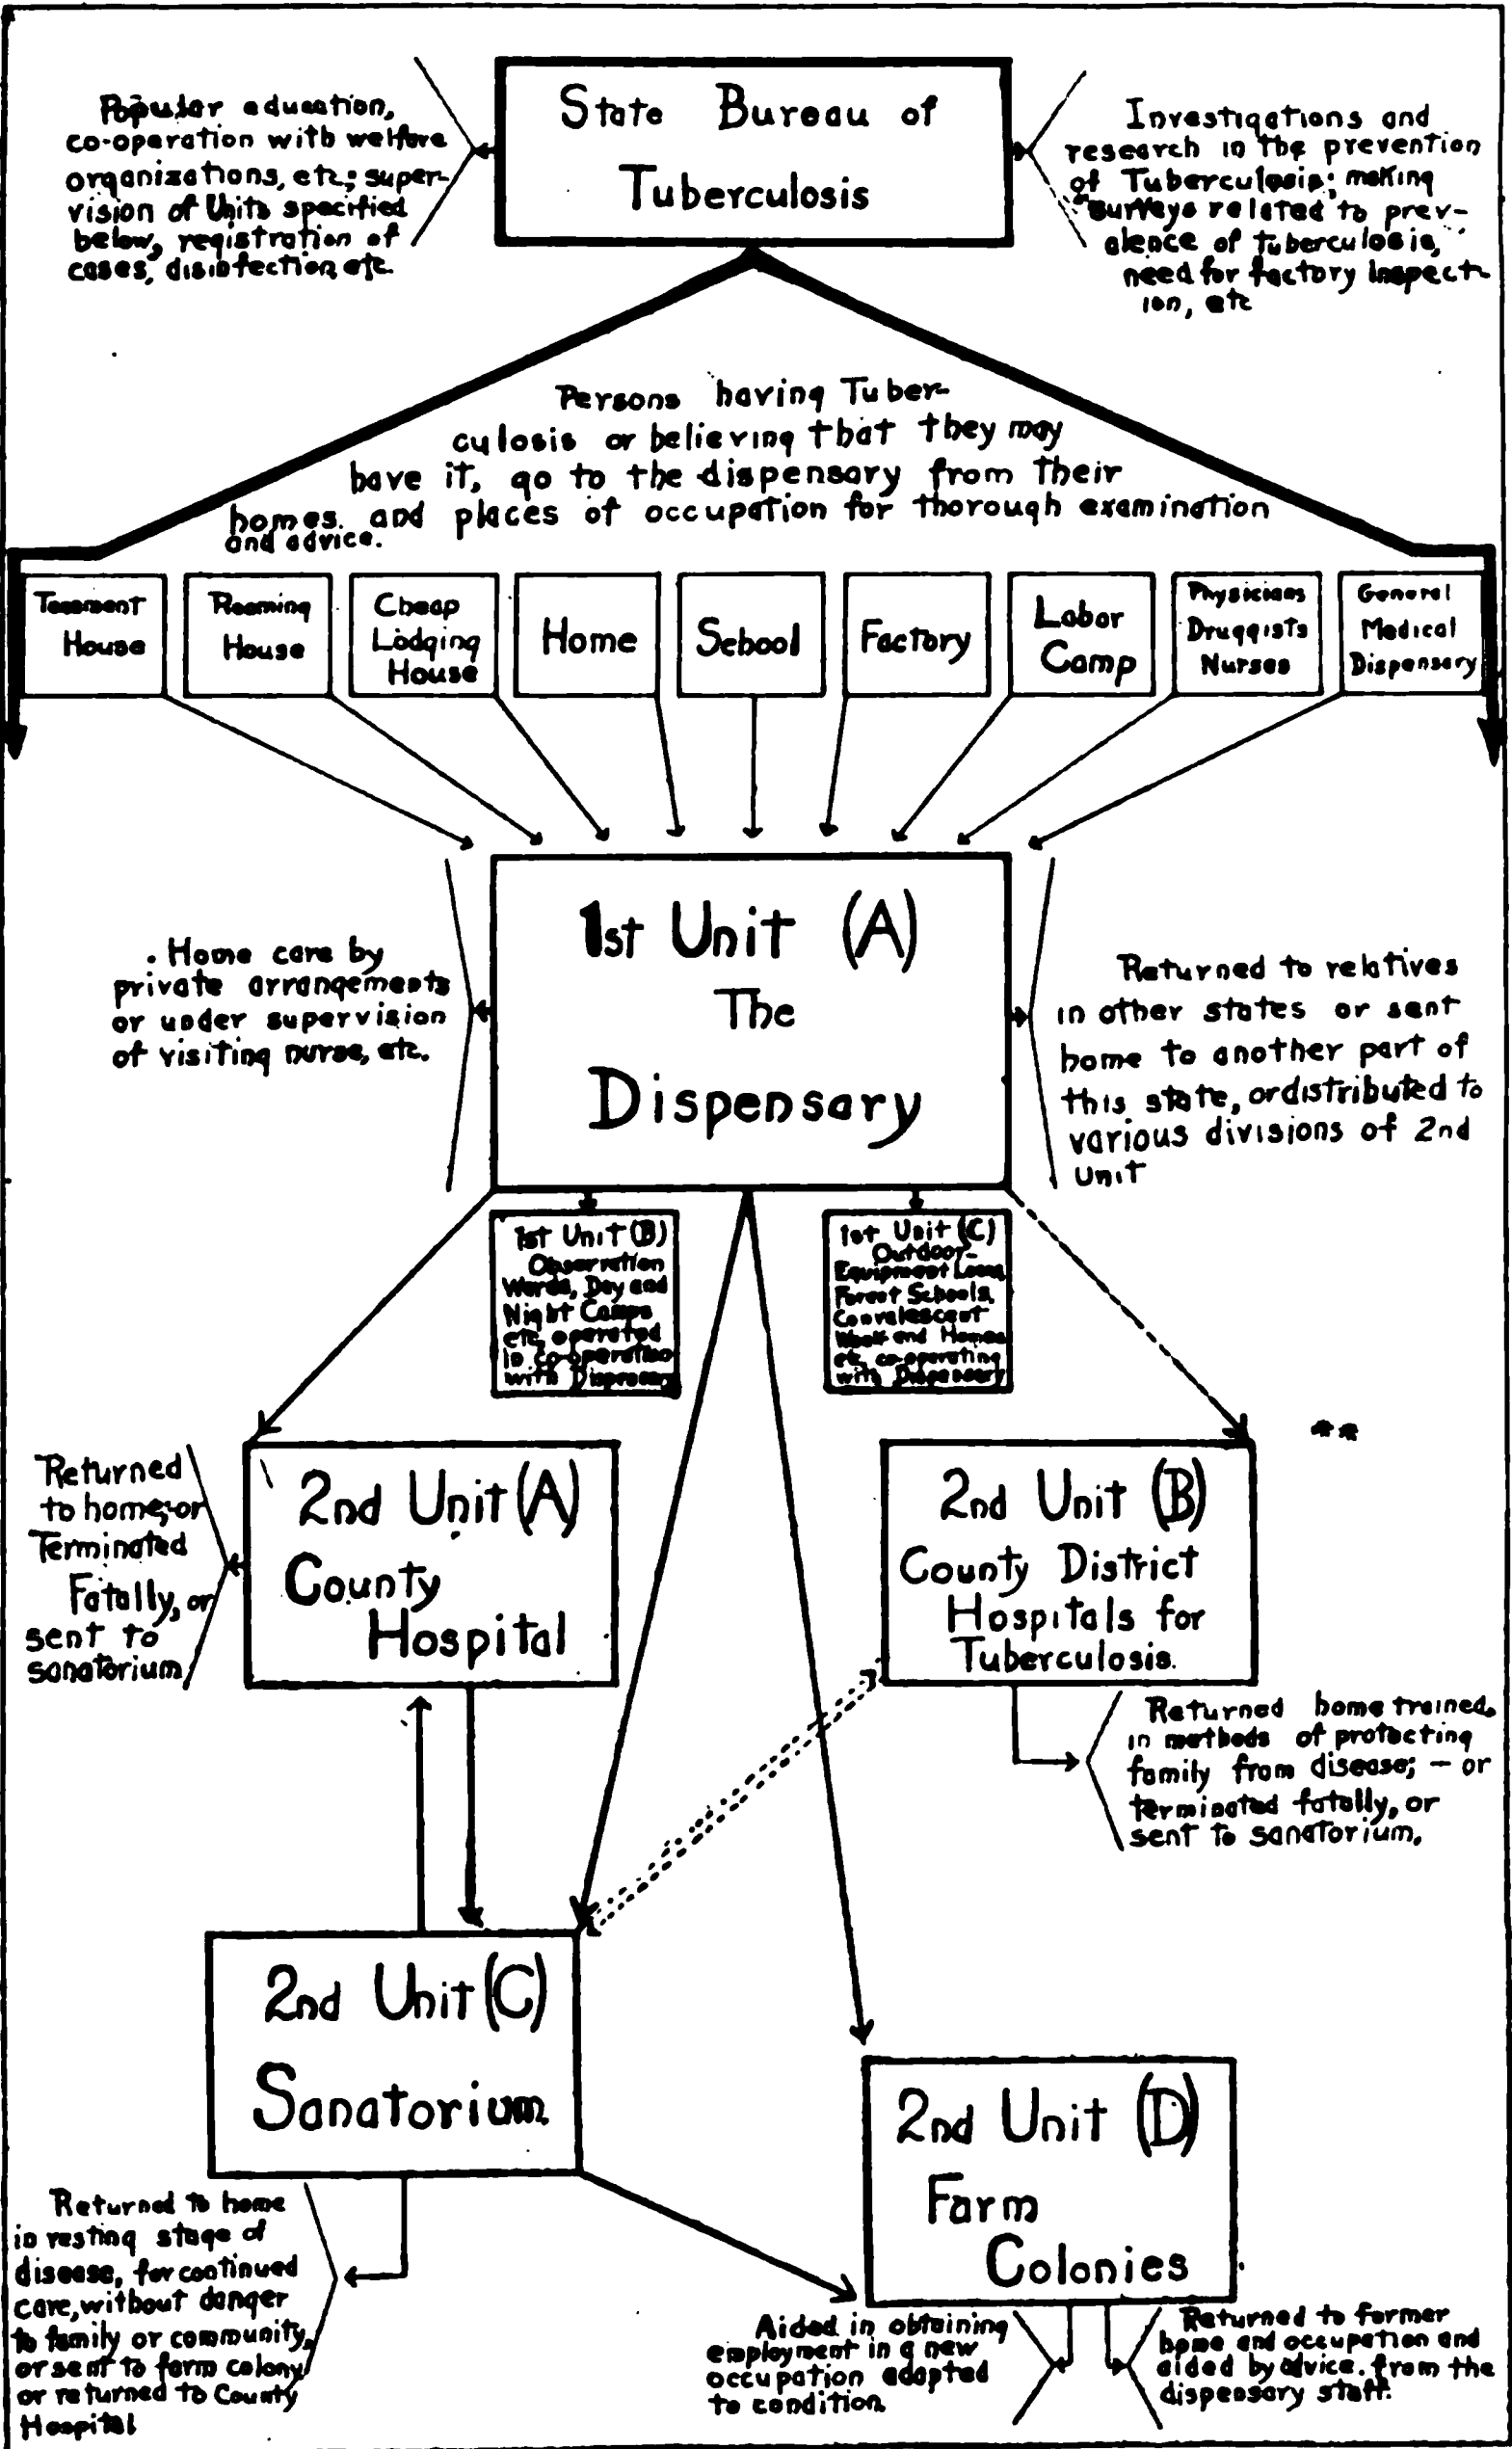 State Bureau of
Tuberculosis
Popular education,
co-operation with welfare
organizations, etc; super-
vision of Units specified
below, registration of
cases, disinfection, etc.
Investigations and
research in the prevention
of Tuberculosis; making
surveys related to prev-
alence of tuberculosis,
need for factory inspect-
ion, etc
Persons having Tuber-
culosis or believing that they may
have it, go to the dispensary from their
homes and places of occupation for thorough examination
and advice.
Tenement
House
Rooming
House
Cheap
Lodging
House
Home
School
Factory
Labor
Camp
Physicians
Druggists
Nurses
General
Medical
Dispensary
1st Unit (A)
The
Dispensary
Home care by
private arrangements
or under supervision
of visiting nurse, etc.
Returned to relatives
in other states or sent
home to another part of
this state, or distributed to
various divisions of 2nd
Unit
1st Unit (B)
Observation
Wards, Day and
Night Camps
etc, operated
in co-operation
with Dispensary
1st Unit (C)
Outdoor-
Equipment Loans,
Forest Schools,
Convalescent
and Homes
etc, co-operating
with Dispensary
**
2nd Unit (A)
County
Hospital
Returned
to home; or
Terminated
Fatally, or
sent to
sanatorium
2nd Unit (B)
County District
Hospitals for
Tuberculosis.
Returned home trained,
in methods of protecting
family from disease; - or
terminated fatally, or
sent to sanatorium.
2nd Unit (C)
Sanatorium
Returned to home
in resting stage of
disease, for continued
care, without danger
to family or community,
or sent to farm colony
or returned to County
Hospital
2nd Unit (D)
Farm
Colonies
Aided in obtaining
employment in a new
occupation adapted
to condition.
Returned to former
home and occupation and
aided by advice. from the
dispensary staff.